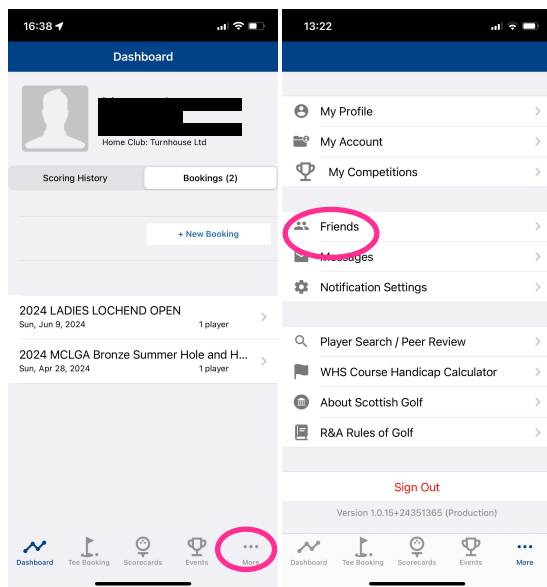 16:38
Dashboard
Home Club: Turnhouse Ltd
Scoring History
Bookings (2)
+ New Booking
2024 LADIES LOCHEND OPEN
Sun, Jun 9, 2024
1 player
2024 MCLGA Bronze Summer Hole and H...
Sun, Apr 28, 2024
1 player
Dashboard
Tee Booking
Scorecards
Events
More
13:22
My Profile
My Account
My Competitions
Friends
Messages
Notification Settings
Player Search / Peer Review
WHS Course Handicap Calculator
About Scottish Golf
R&A Rules of Golf
Sign Out
Version 1.0.15+24351365 (Production)
Dashboard
Tee Booking
Scorecards
Events
More